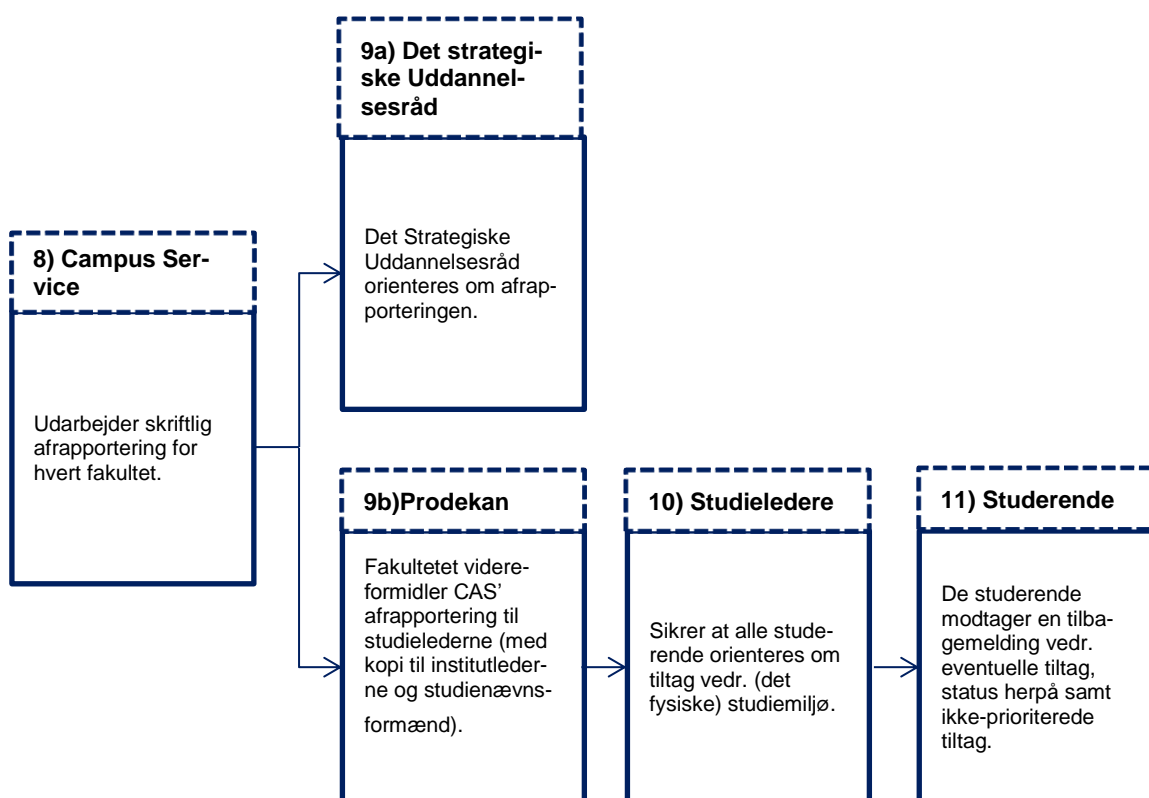 9a) Det strategi-
ske Uddannel-
sesråd
Det Strategiske
Uddannelsesråd
orienteres om afrap-
porteringen.
8) Campus Ser-
vice
Udarbejder skriftlig
afrapportering for
hvert fakultet.
9b)Prodekan
Fakultetet videre-
formidler CAS’
afrapportering til
studielederne (med
kopi til institutleder-
ne og studienævns-
formænd).
10) Studieledere
Sikrer at alle stude-
rende orienteres om
tiltag vedr. (det
fysiske) studiemiljø.
11) Studerende
De studerende
modtager en tilba-
gemelding vedr.
eventuelle tiltag,
status herpå samt
ikke-prioriterede
tiltag.